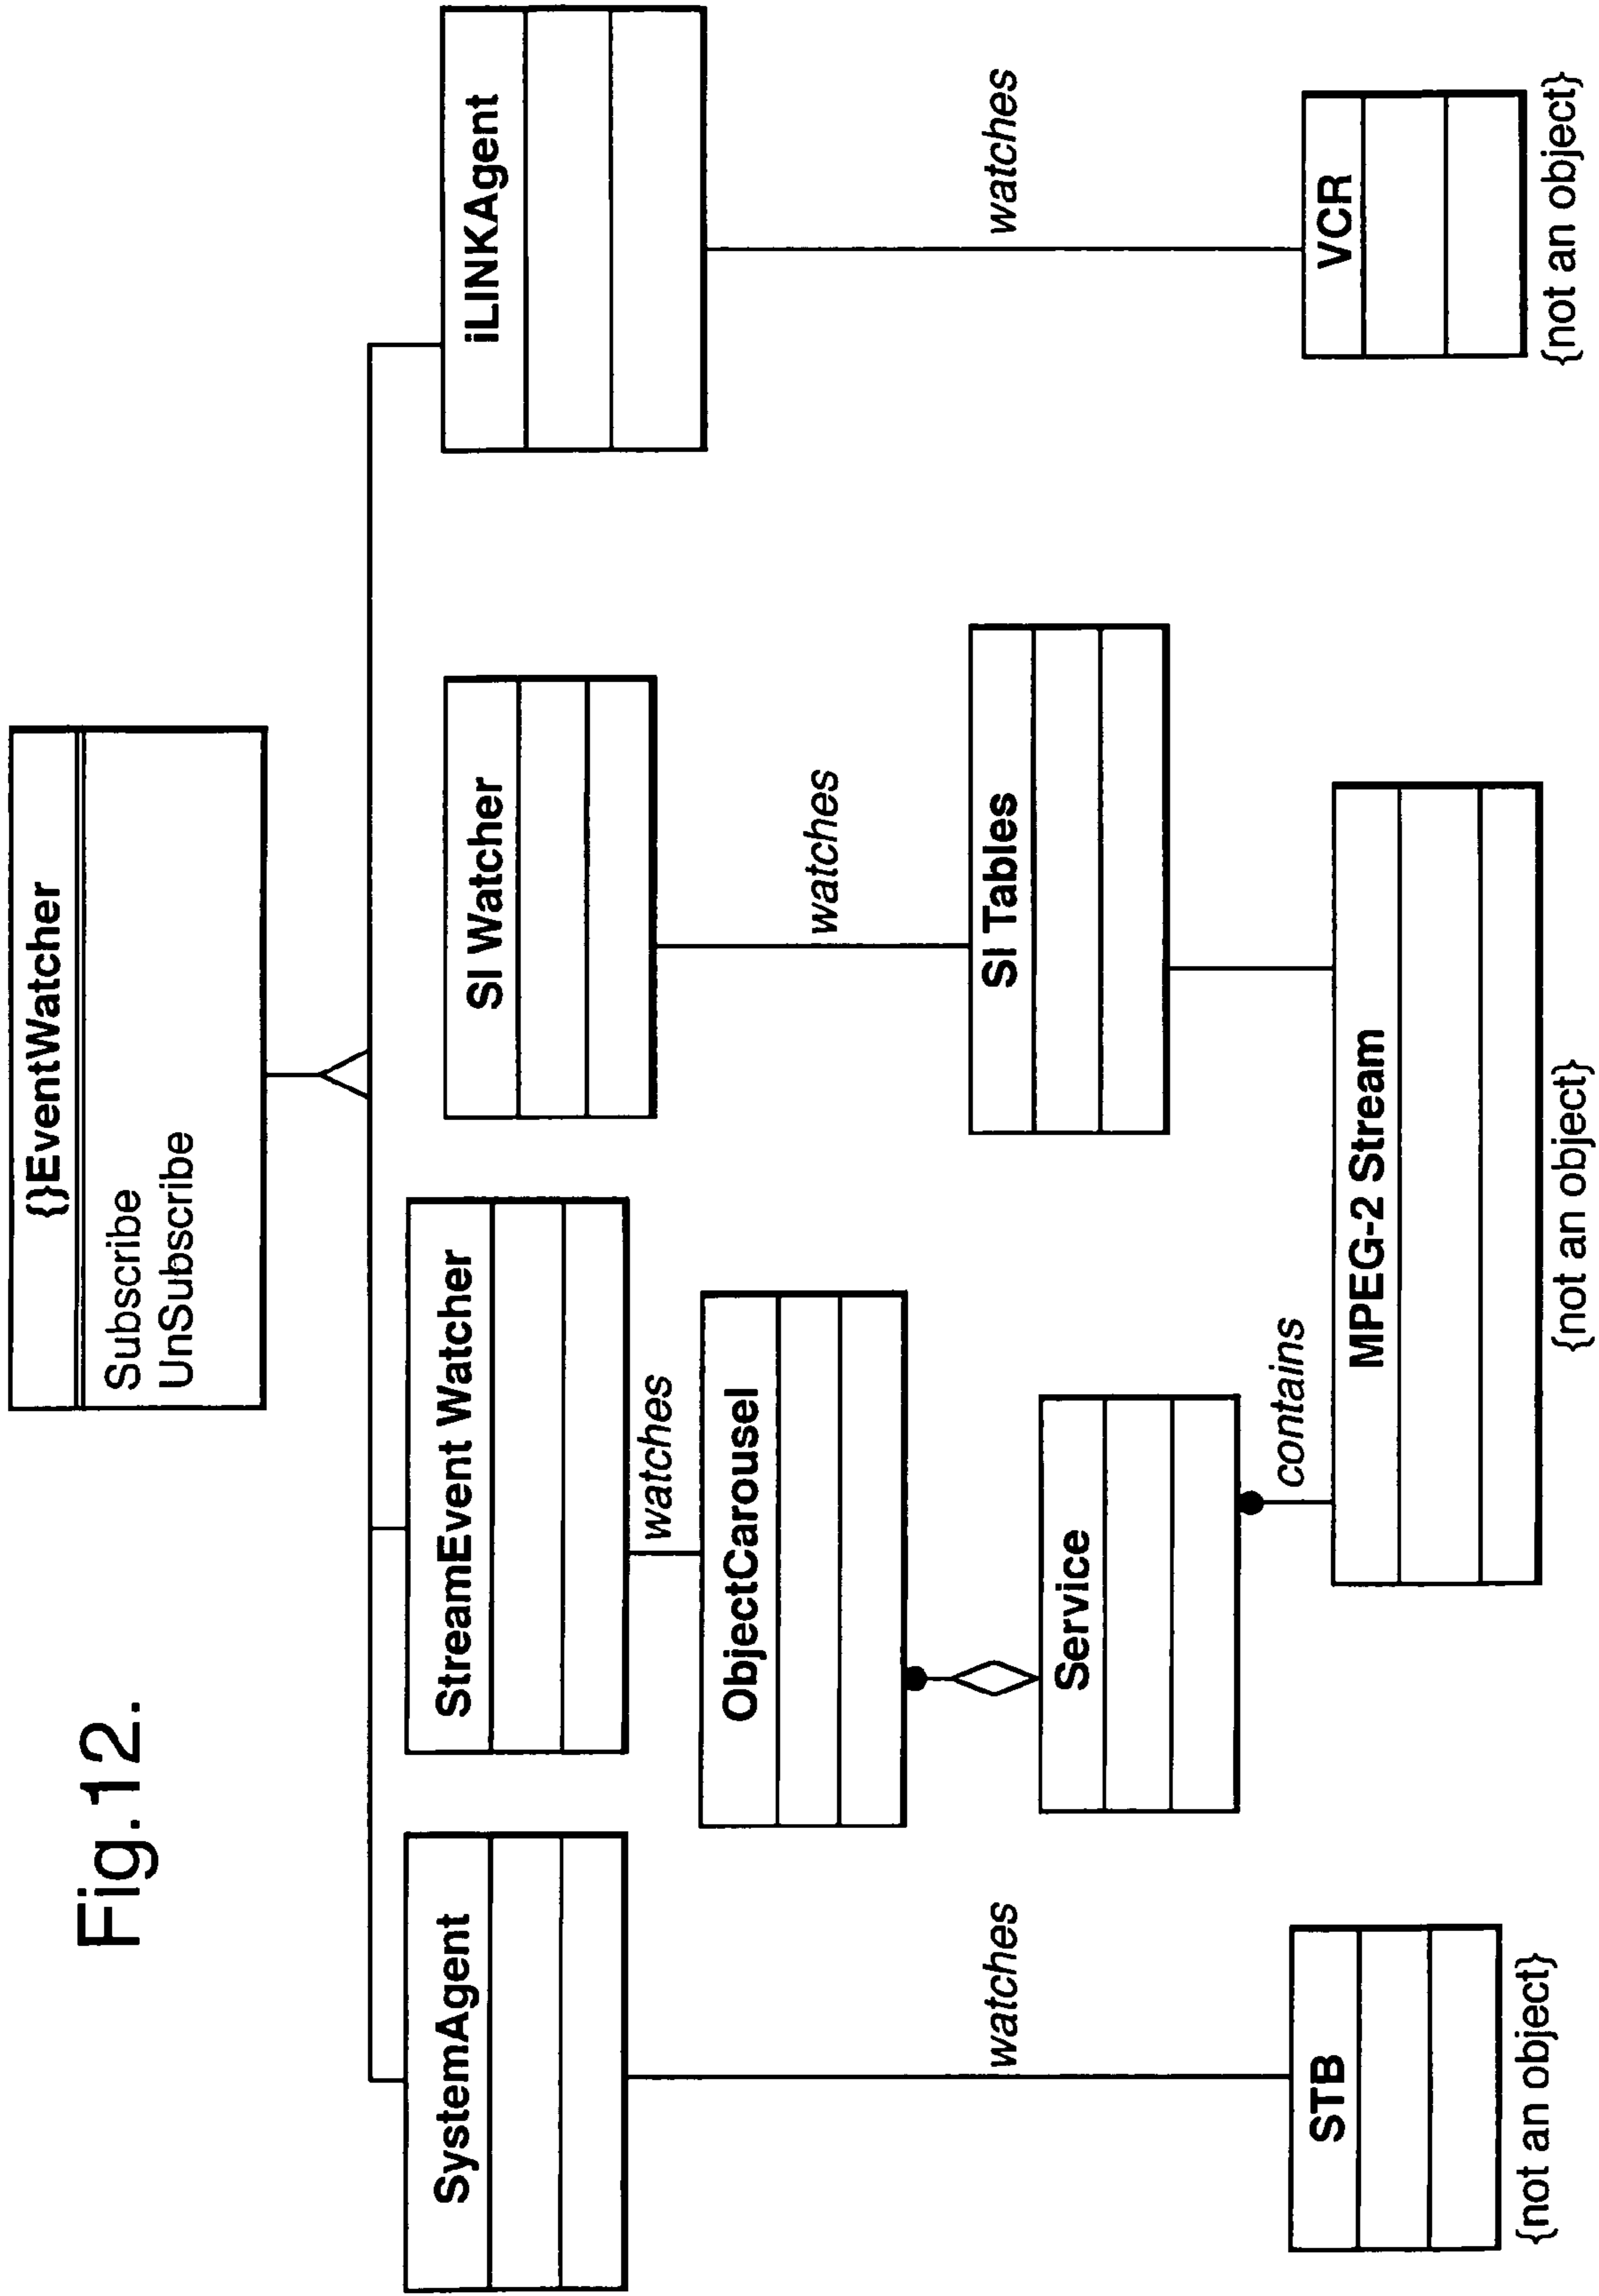 Fig.12.
{}EventWatcher
Subscribe
UnSubscribe
SystemAgent
StreamEvent Watcher
SI Watcher
iLINKAgent
watches
ObjectCarousel
watches
watches
watches
SI Tables
Service
contains
STB
{not an object}
MPEG-2 Stream
{not an object}
VCR
{not an object}